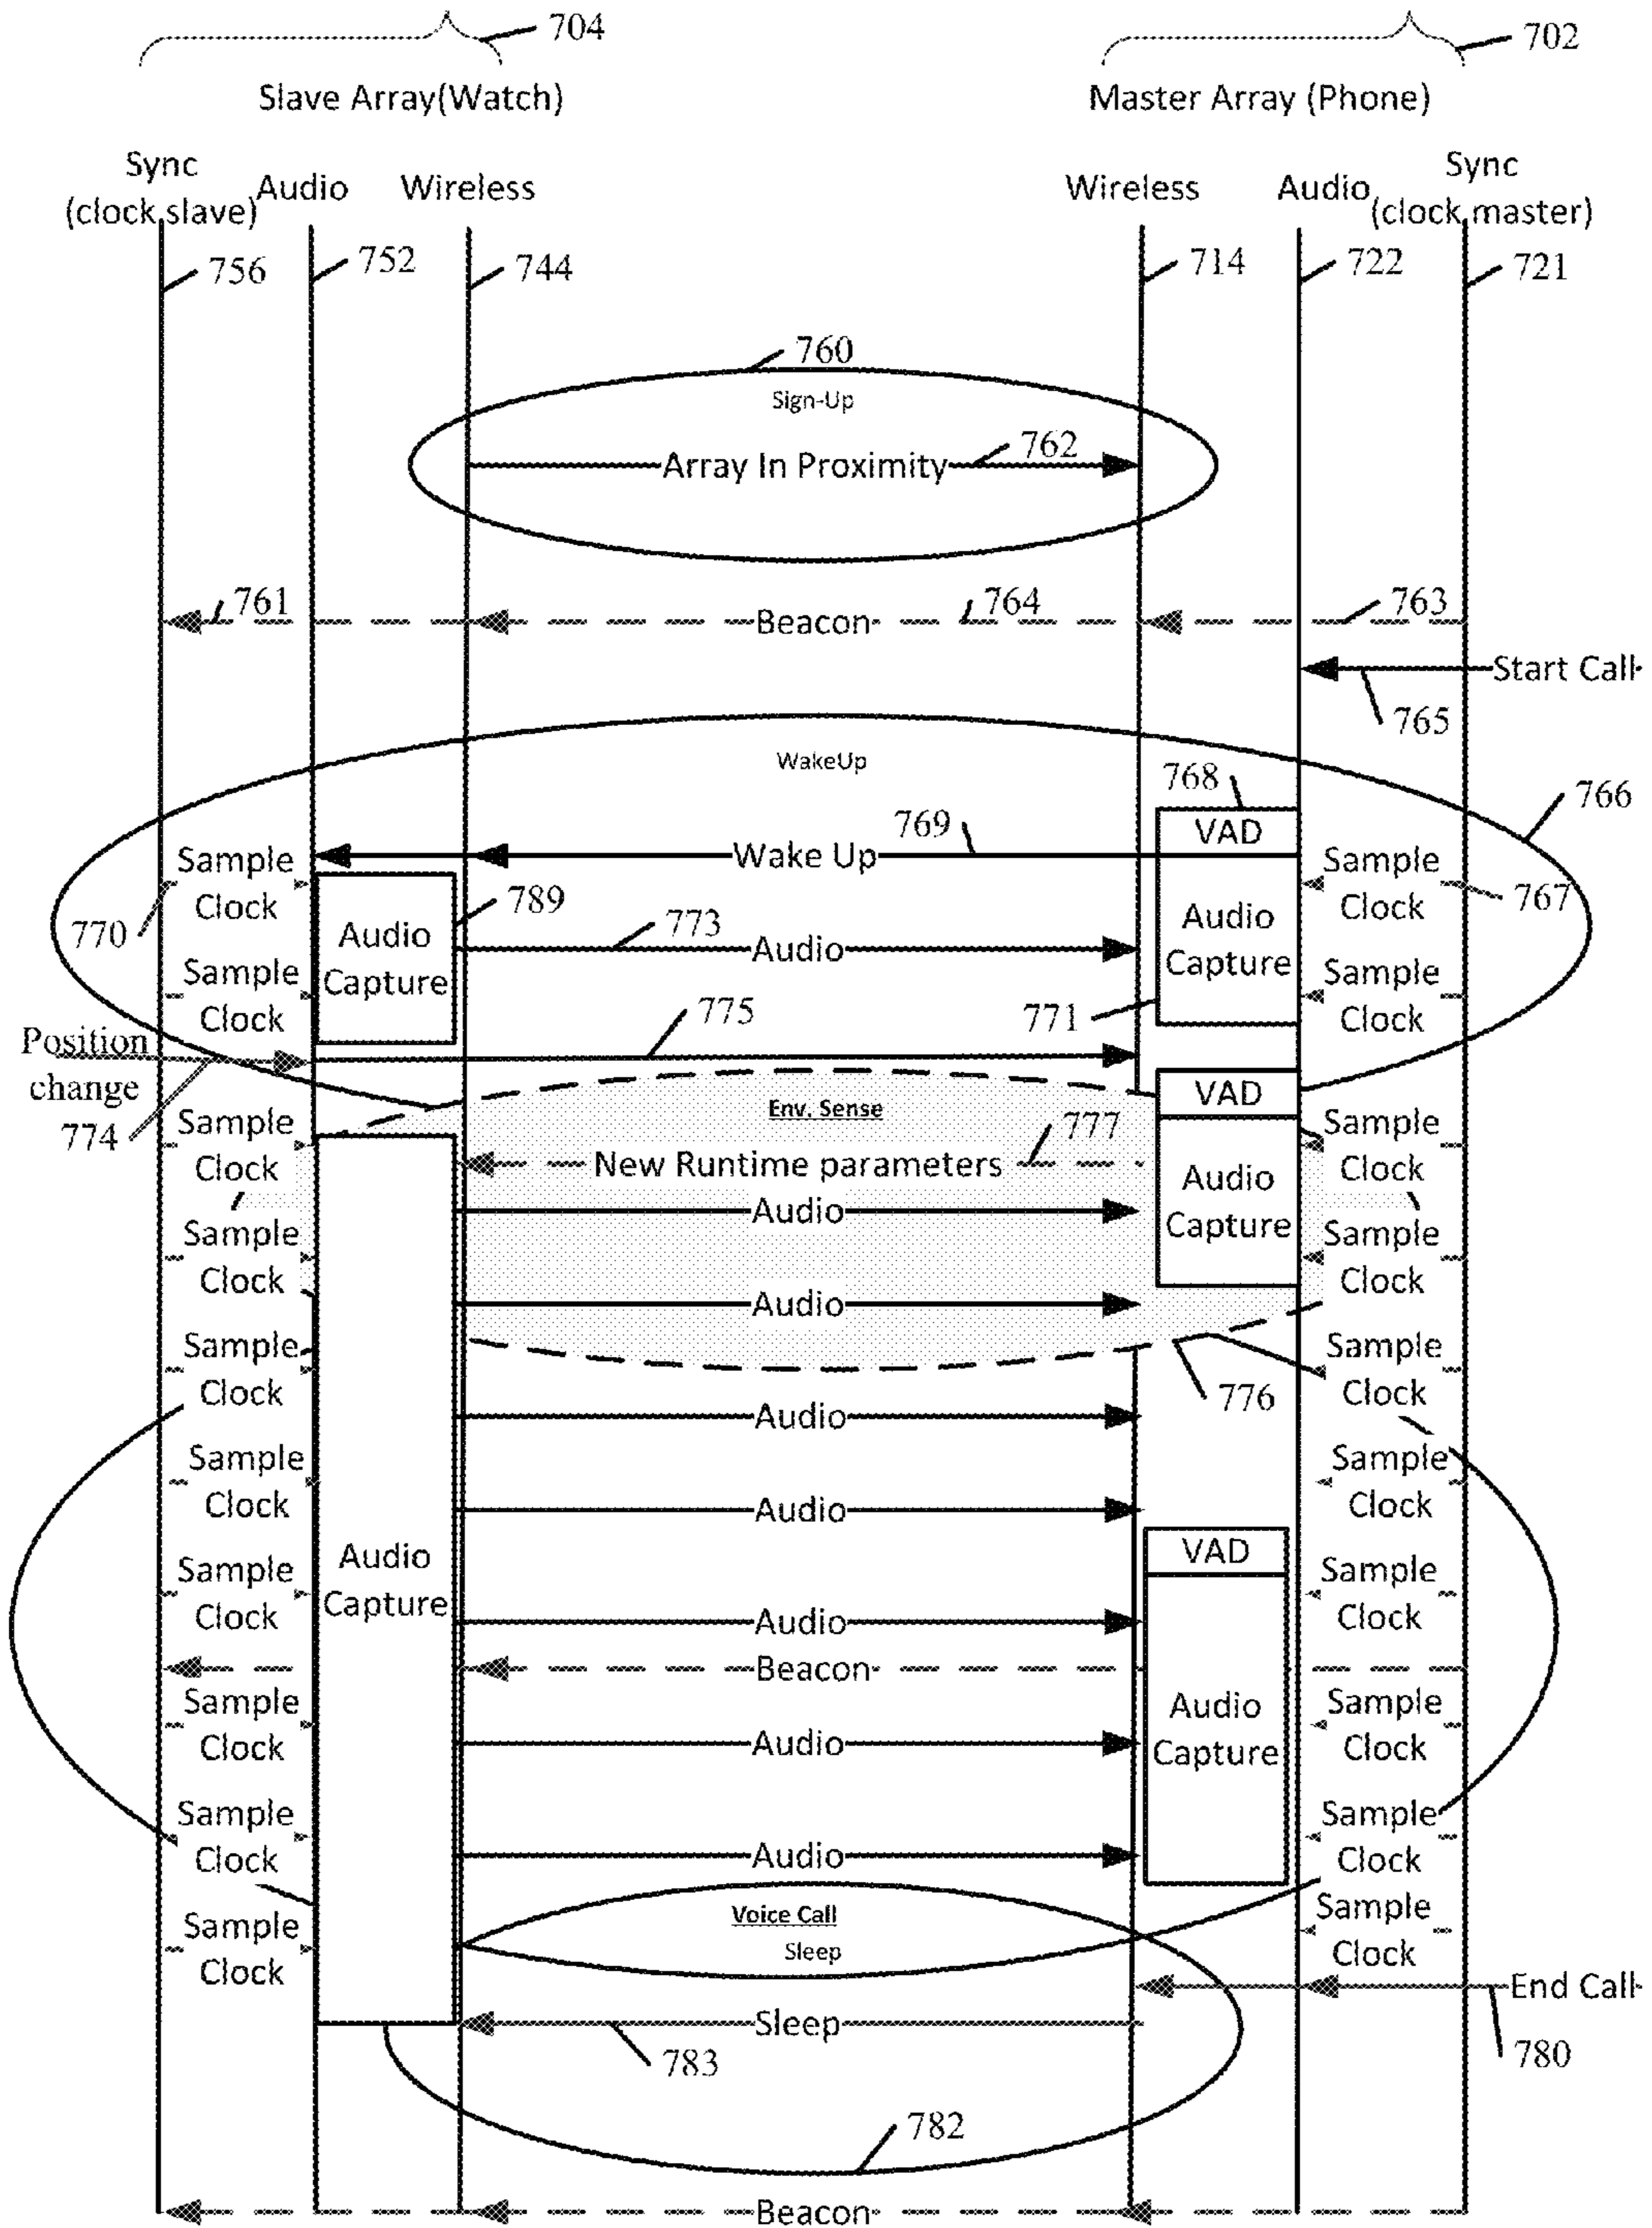 704
702
Slave Array(Watch)
Master Array (Phone)
Sync
(clock slave)
Audio
Wireless
Wireless
Audio
Sync
(clock master)
756
752
744
714
722
721
760
Sign-Up
Array In Proximity
762
761
Beacon
764
763
Start Call
765
WakeUp
766
768
VAD
769
Wake Up
Sample
Clock
770
789
Audio
Capture
773
Audio
Audio
Capture
Sample
Clock
767
Sample
Clock
771
Sample
Clock
775
Position
change
774
VAD
Env. Sense
777
Sample
Clock
New Runtime parameters
Audio
Capture
Sample
Clock
Audio
Sample
Clock
Sample
Clock
Audio
Sample
Clock
776
Sample
Clock
Audio
Sample
Clock
Audio
Sample
Clock
VAD
Audio
Capture
Sample
Clock
Audio
Sample
Clock
Beacon
Sample
Clock
Audio
Audio
Capture
Sample
Clock
Sample
Clock
Audio
Sample
Clock
Voice Call
Sleep
Sample
Clock
Sample
Clock
End Call
Sleep
783
780
782
Beacon